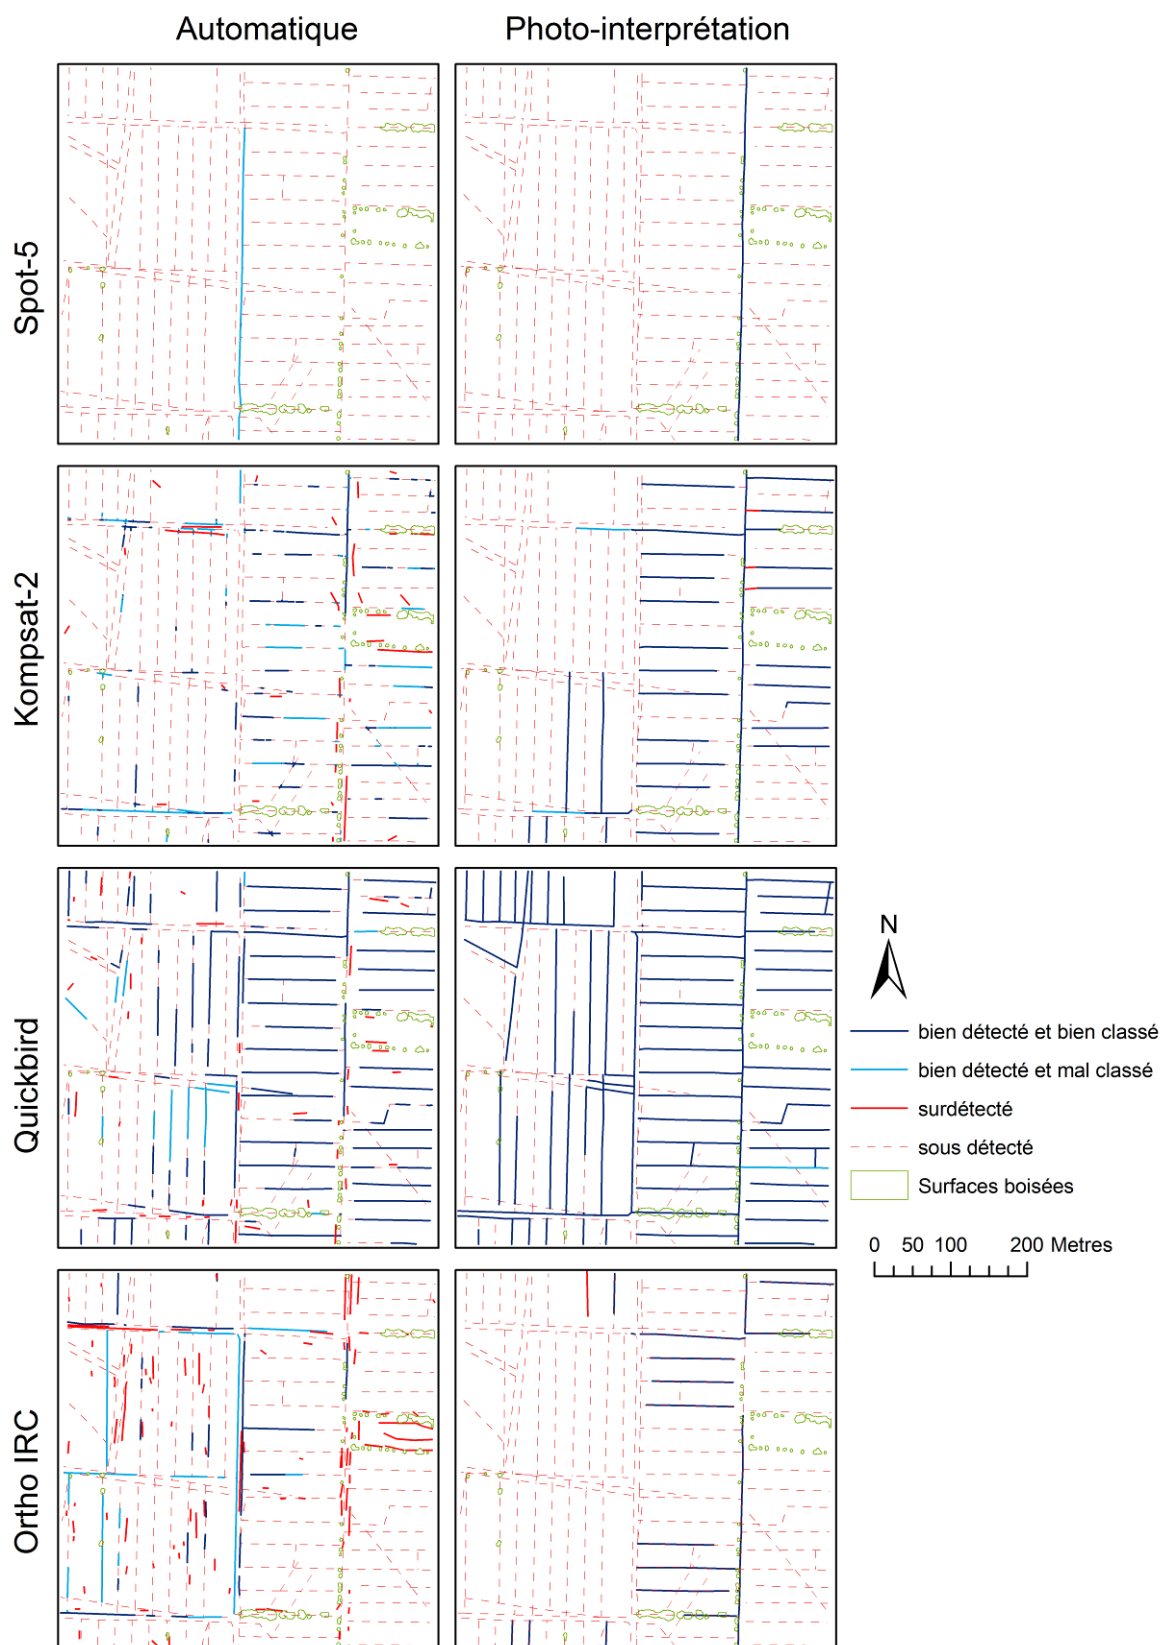 Automatique
Photo-interprétation
Spot-5
Kompsat-2
Quickbird
Ortho IRC
N
bien détecté et bien classé
bien détecté et mal classé
surdétecté
sous détecté
Surfaces boisées
0 50 100 200 Metres